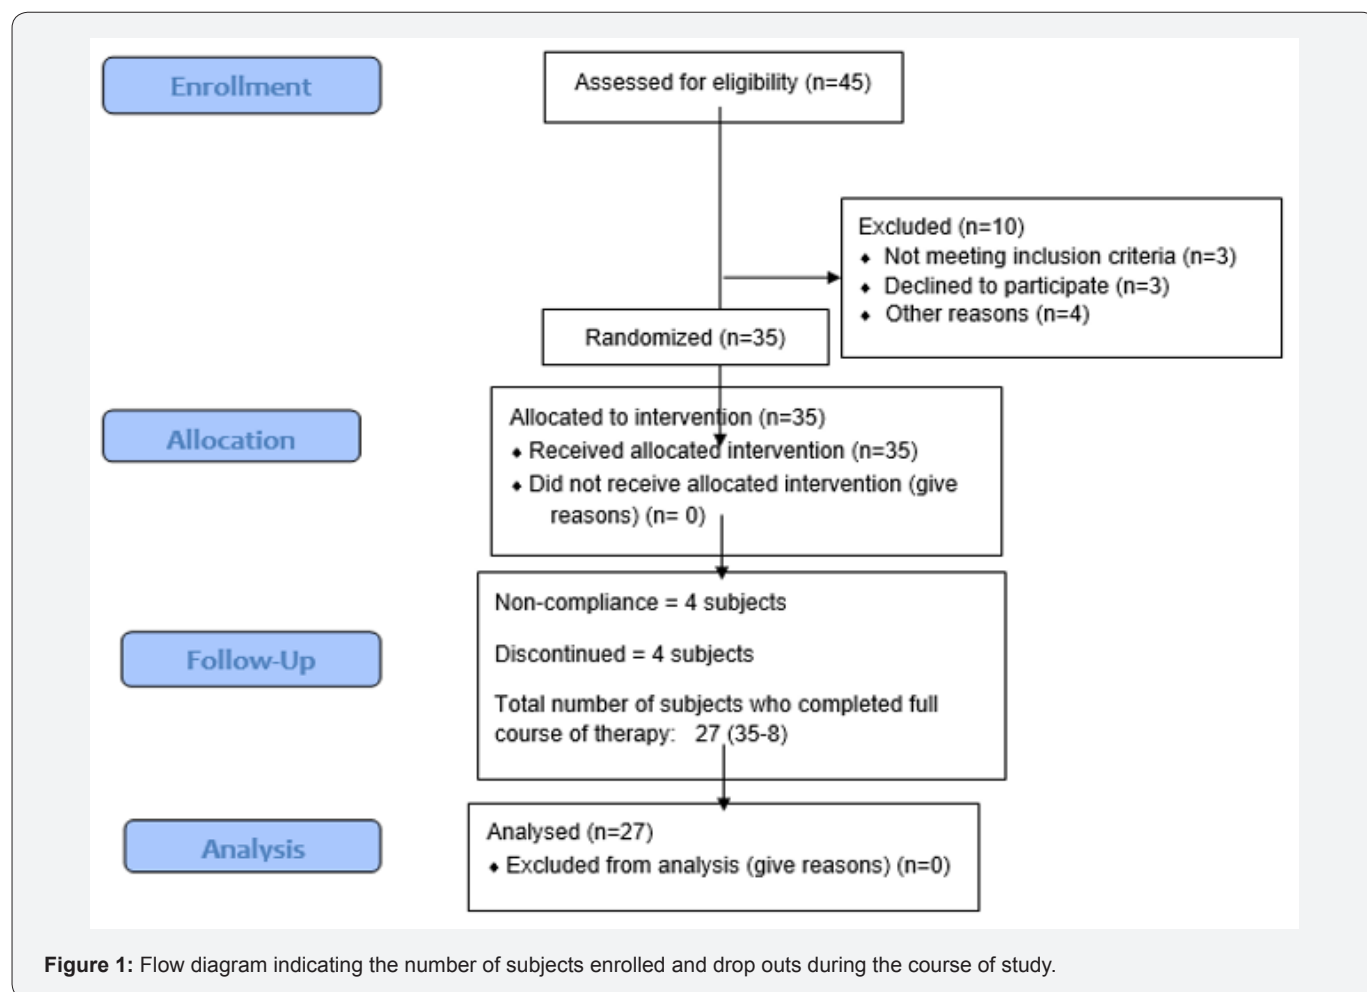 Enrollment
Assessed for eligibility (n=45)
Excluded (n=10)
♦ Not meeting inclusion criteria (n=3)
♦ Declined to participate (n=3)
♦ Other reasons (n=4)
Randomized (n=35)
Allocation
Allocated to intervention (n=35)
♦ Received allocated intervention (n=35)
♦ Did not receive allocated intervention (give
reasons) (n= 0)
Follow-Up
Non-compliance = 4 subjects
Discontinued = 4 subjects
Total number of subjects who completed full
course of therapy: 27 (35-8)
Analysis
Analysed (n=27)
♦ Excluded from analysis (give reasons) (n=0)
Figure 1: Flow diagram indicating the number of subjects enrolled and drop outs during the course of study.